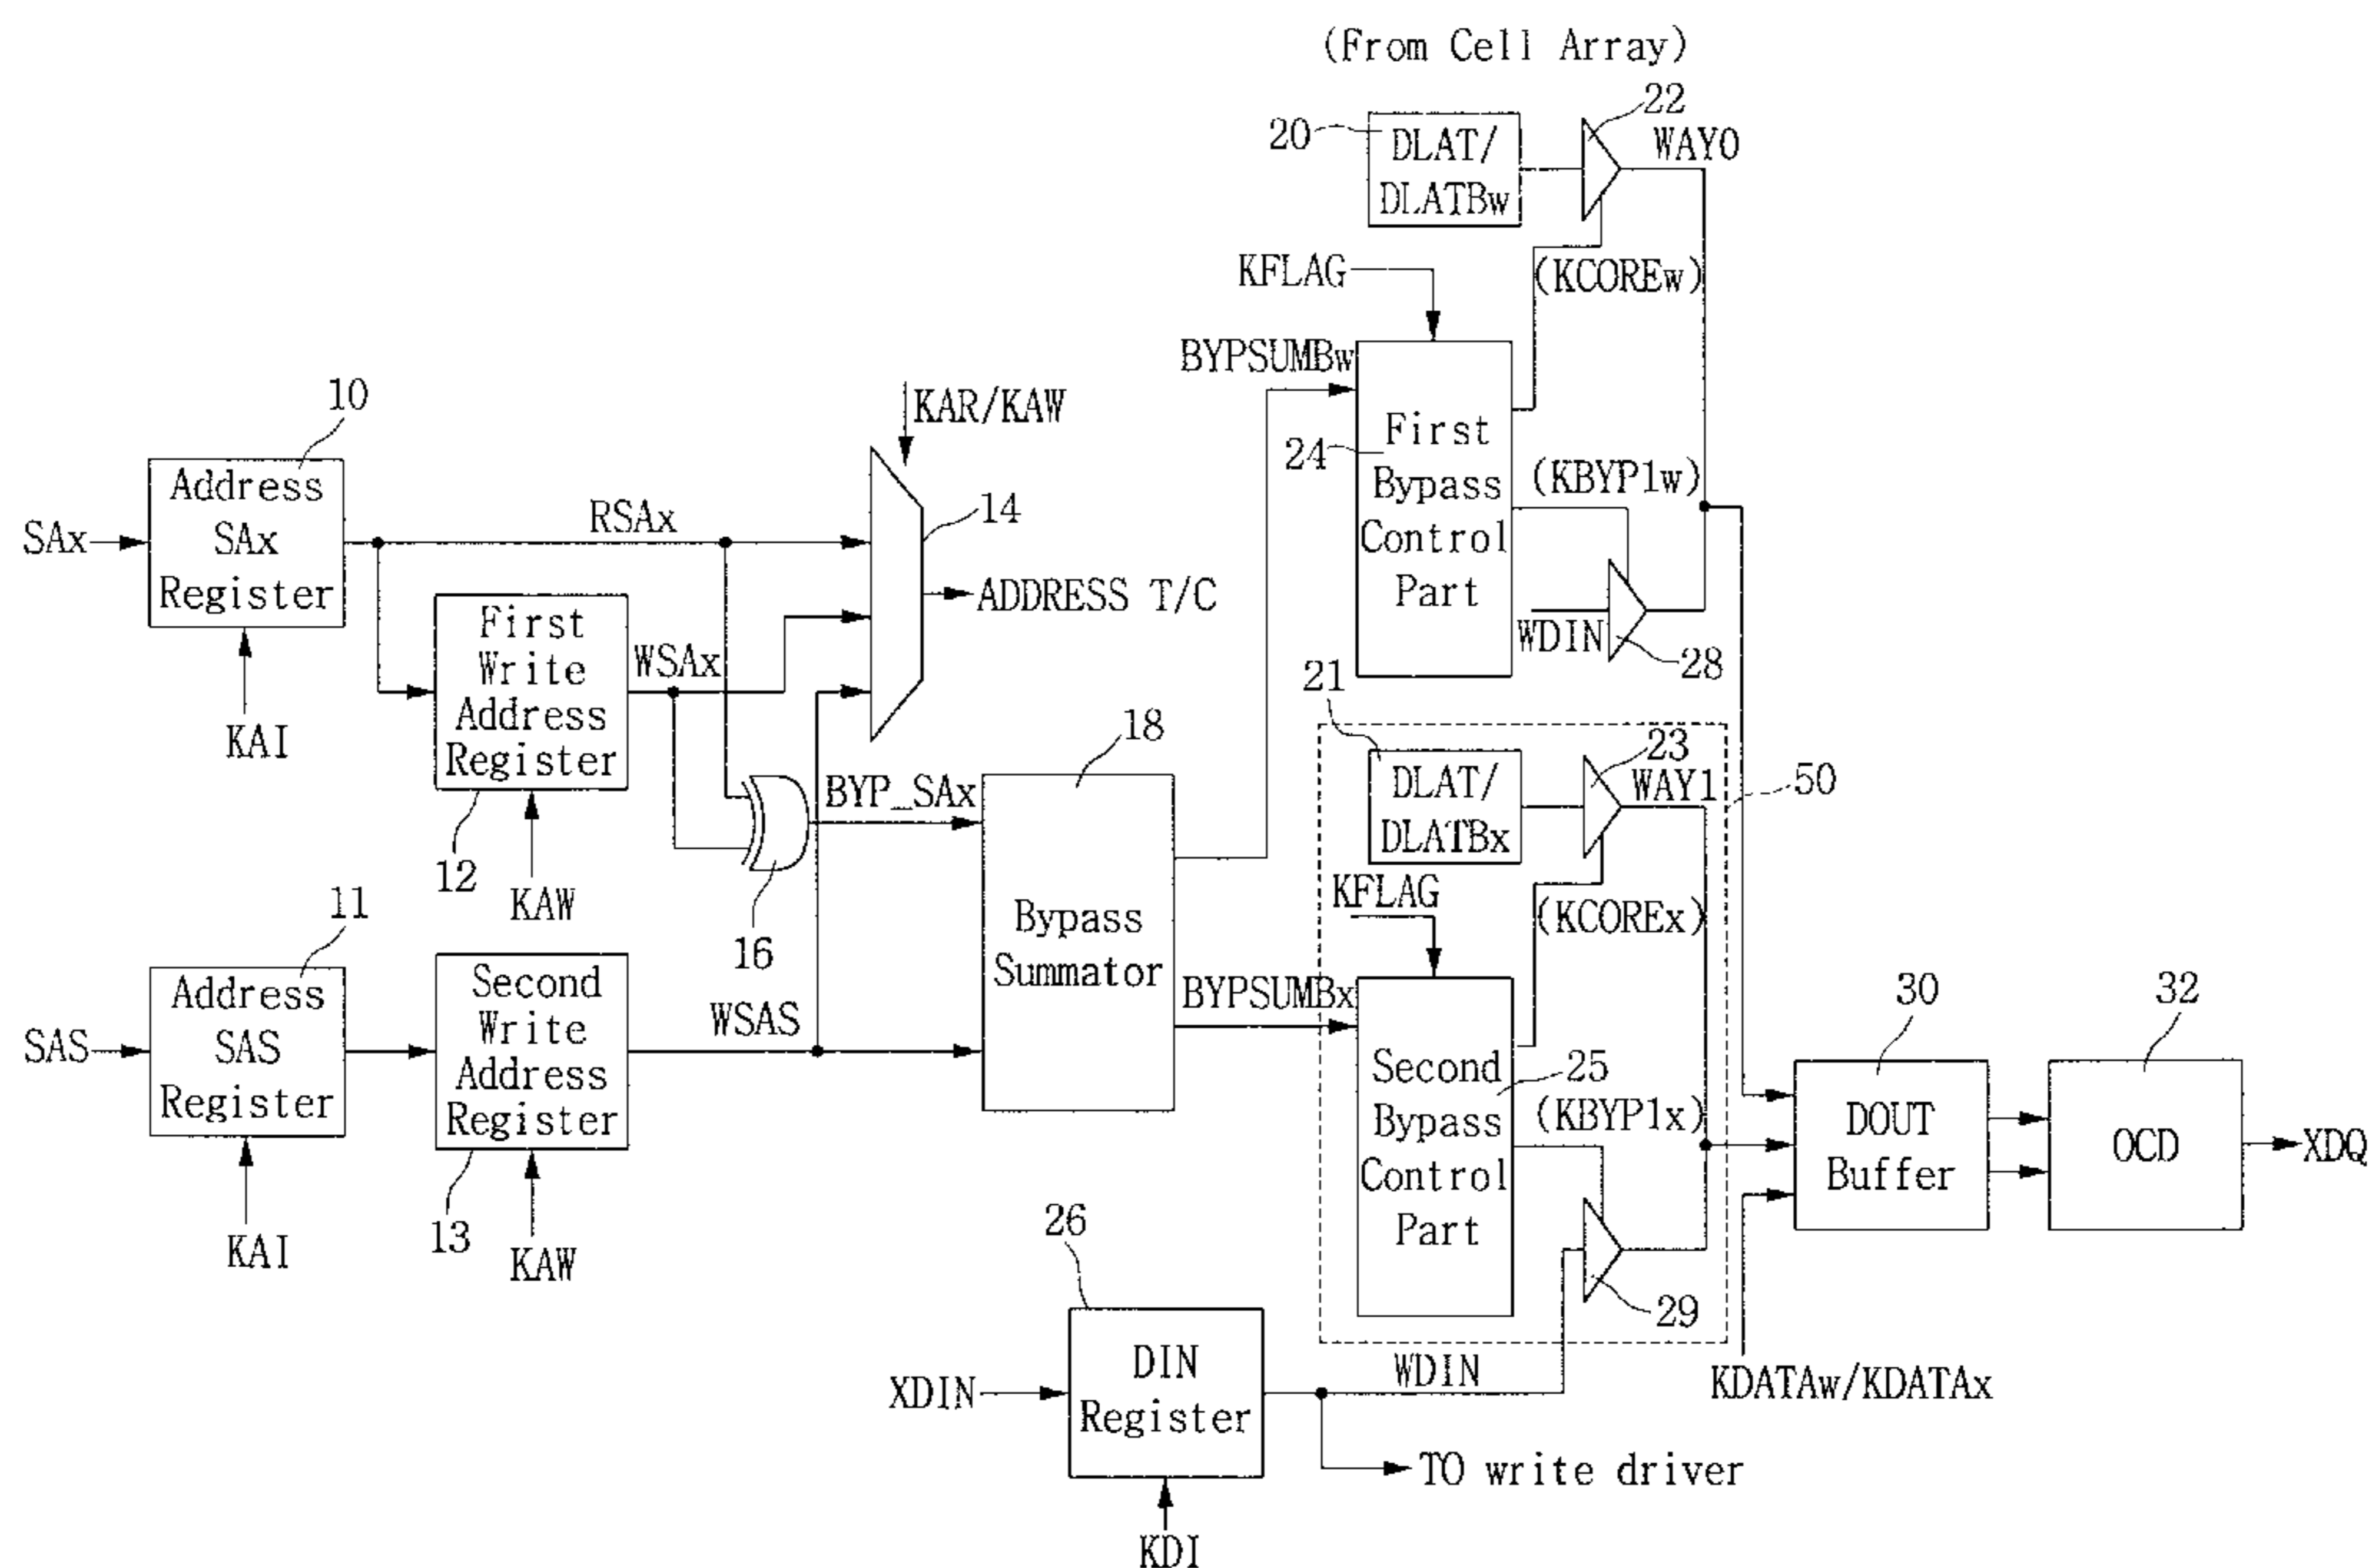 (From Cell Array)
22
20
DLAT/
DLATBw
WAY0
KFLAG
(KCOREw)
BYPSUMBw
10
KAR/KAW
First
Bypass
Control
Part
24
(KBYP1w)
Address
SAx
Register
SAx
RSAx
14
ADDRESS T/C
WDIN
28
First
Write
Address
Register
WSAx
KAI
12
KAW
18
21
23
DLAT/
DLATBx
WAY1
50
BYP_SAx
16
KFLAG
(KCOREx)
Bypass
Summator
11
Address
SAS
Register
SAS
Second
Write
Address
Register
WSAS
BYPSUMBx
30
32
Second
Bypass
Control
Part
25
(KBYP1x)
DOUT
Buffer
OCD
XDQ
KAI
13
KAW
26
29
DIN
Register
XDIN
WDIN
KDATAw/KDATAx
TO write driver
KDI